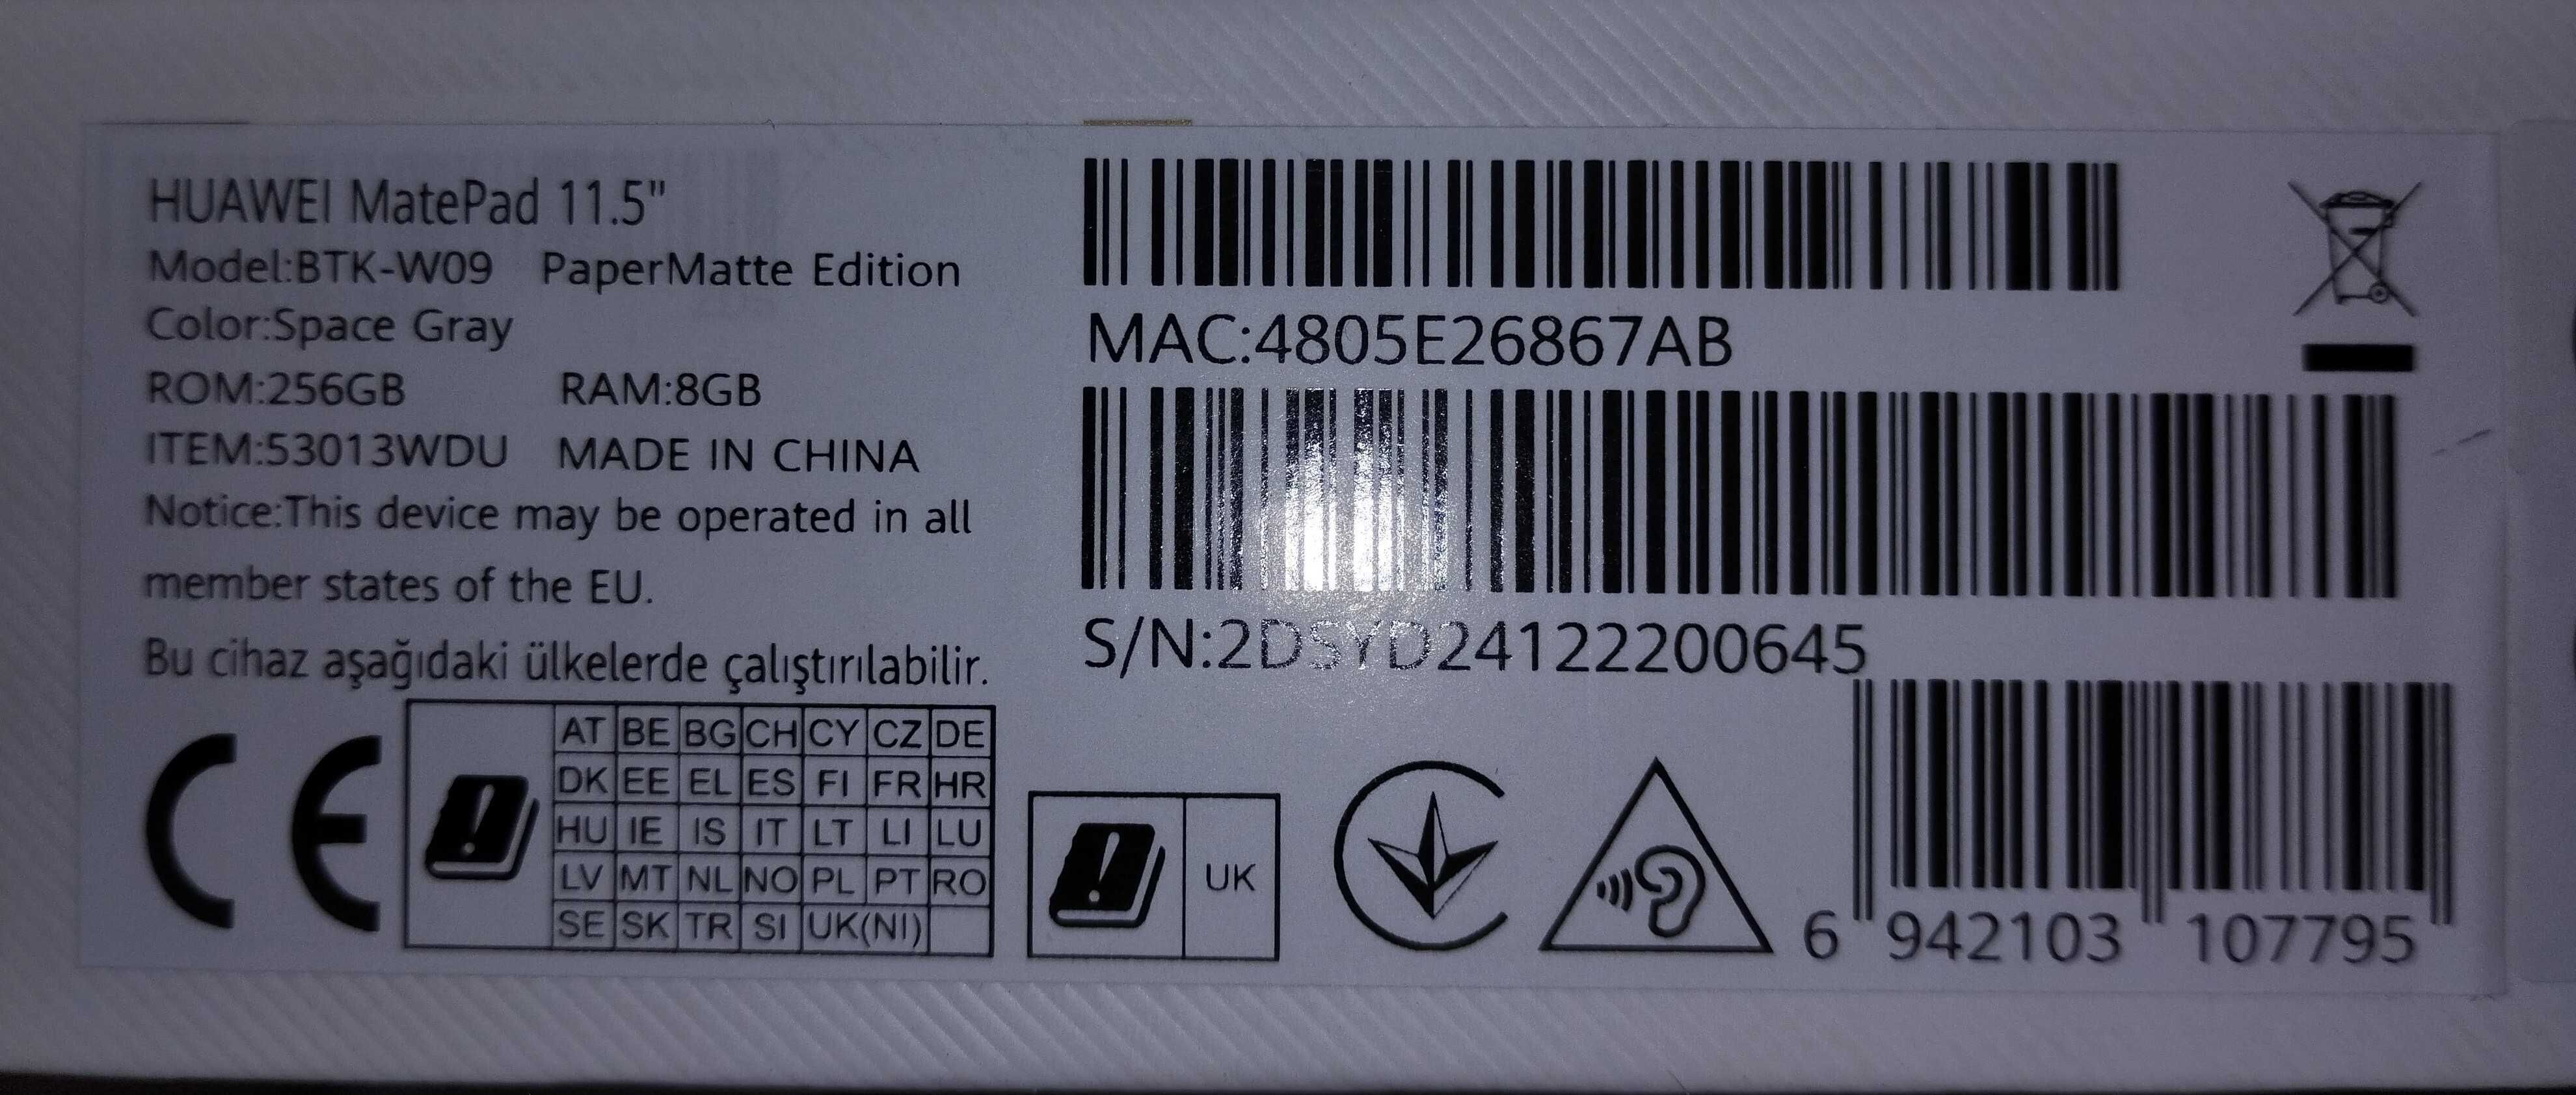 HUAWEI MatePad 11.5"
Model:BTK-W09 PaperMatte Edition
Color:Space Gray
ROM:256GB RAM:8GB
ITEM:53013WDU MADE IN CHINA
Notice:This device may be operated in all
member states of the EU.
Bu cihaz aşağıdaki ülkelerde çalıştırılabilir.
CE
AT BE BG CH CY CZ DE
DK EE EL ES FI FR HR
HU IE IS IT LT LI LU
LV MT NL NO PL PT RO
SE SK TR SI UK(NI)
UK
MAC:4805E26867AB
S/N:2DSYD24122200645
6 942103 107795